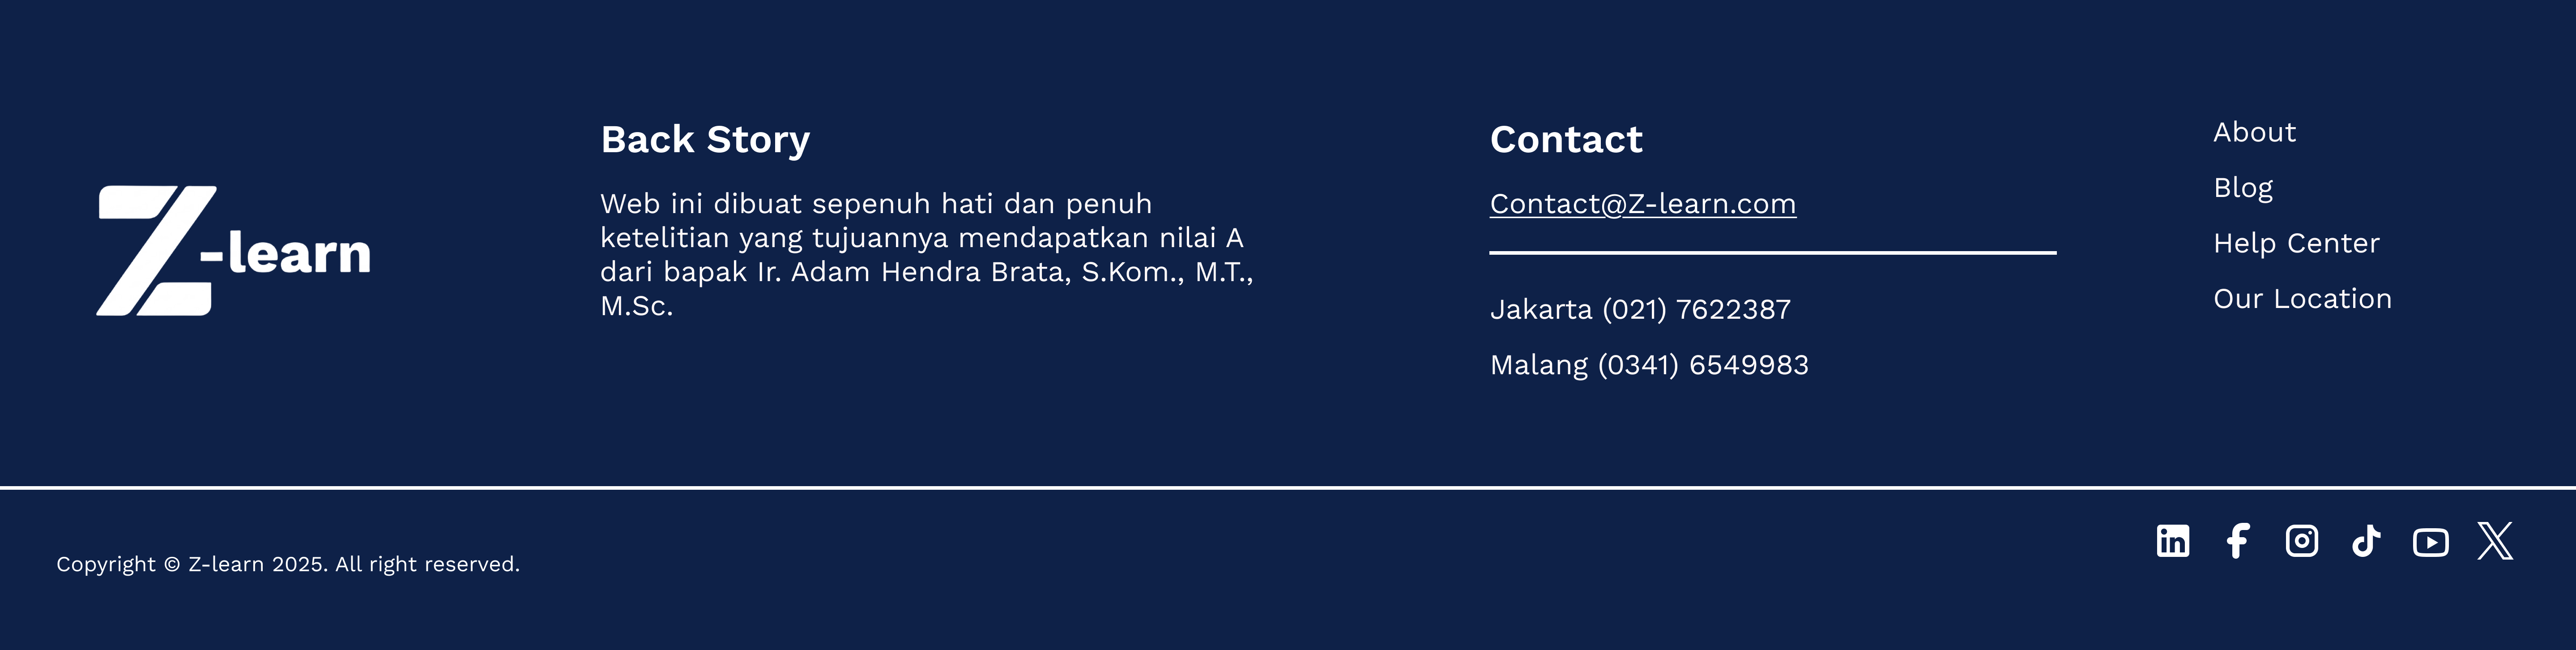 Z-learn
Back Story
Web ini dibuat sepenuh hati dan penuh
ketelitian yang tujuannya mendapatkan nilai A
dari bapak Ir. Adam Hendra Brata, S.Kom., M.T.,
M.Sc.
Contact
Contact@Z-learn.com
Jakarta (021) 7622387
Malang (0341) 6549983
About
Blog
Help Center
Our Location
Copyright © Z-learn 2025. All right reserved.